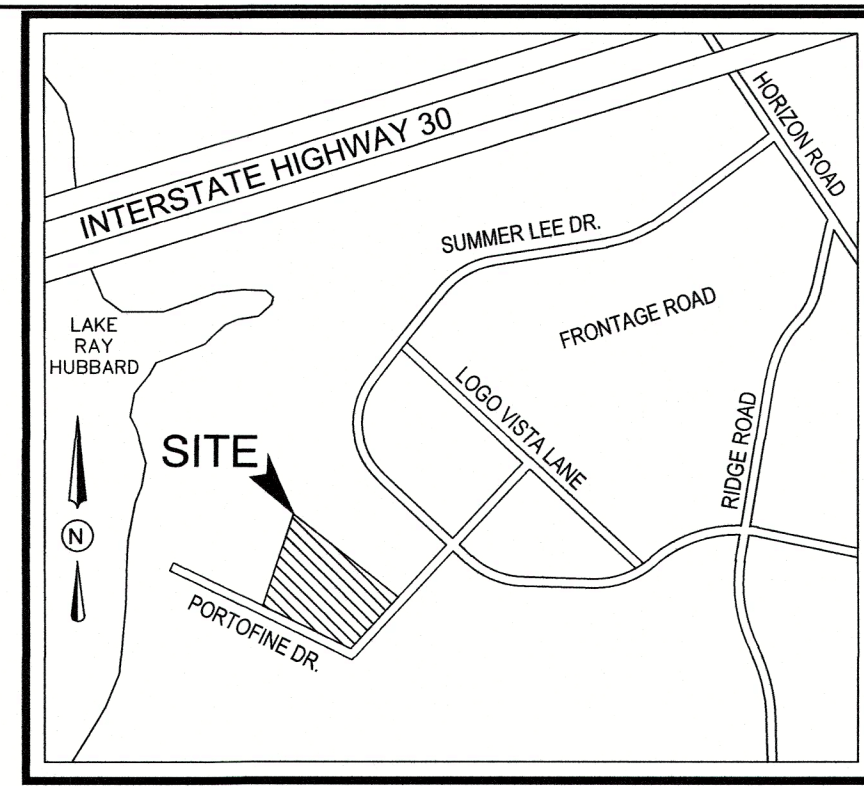 HORIZON ROAD
INTERSTATE HIGHWAY 30
SUMMER LEE DR.
FRONTAGE ROAD
LAKE
RAY
HUBBARD
LOGO VISTA LANE
RIDGE ROAD
SITE
N
PORTOFINE DR.